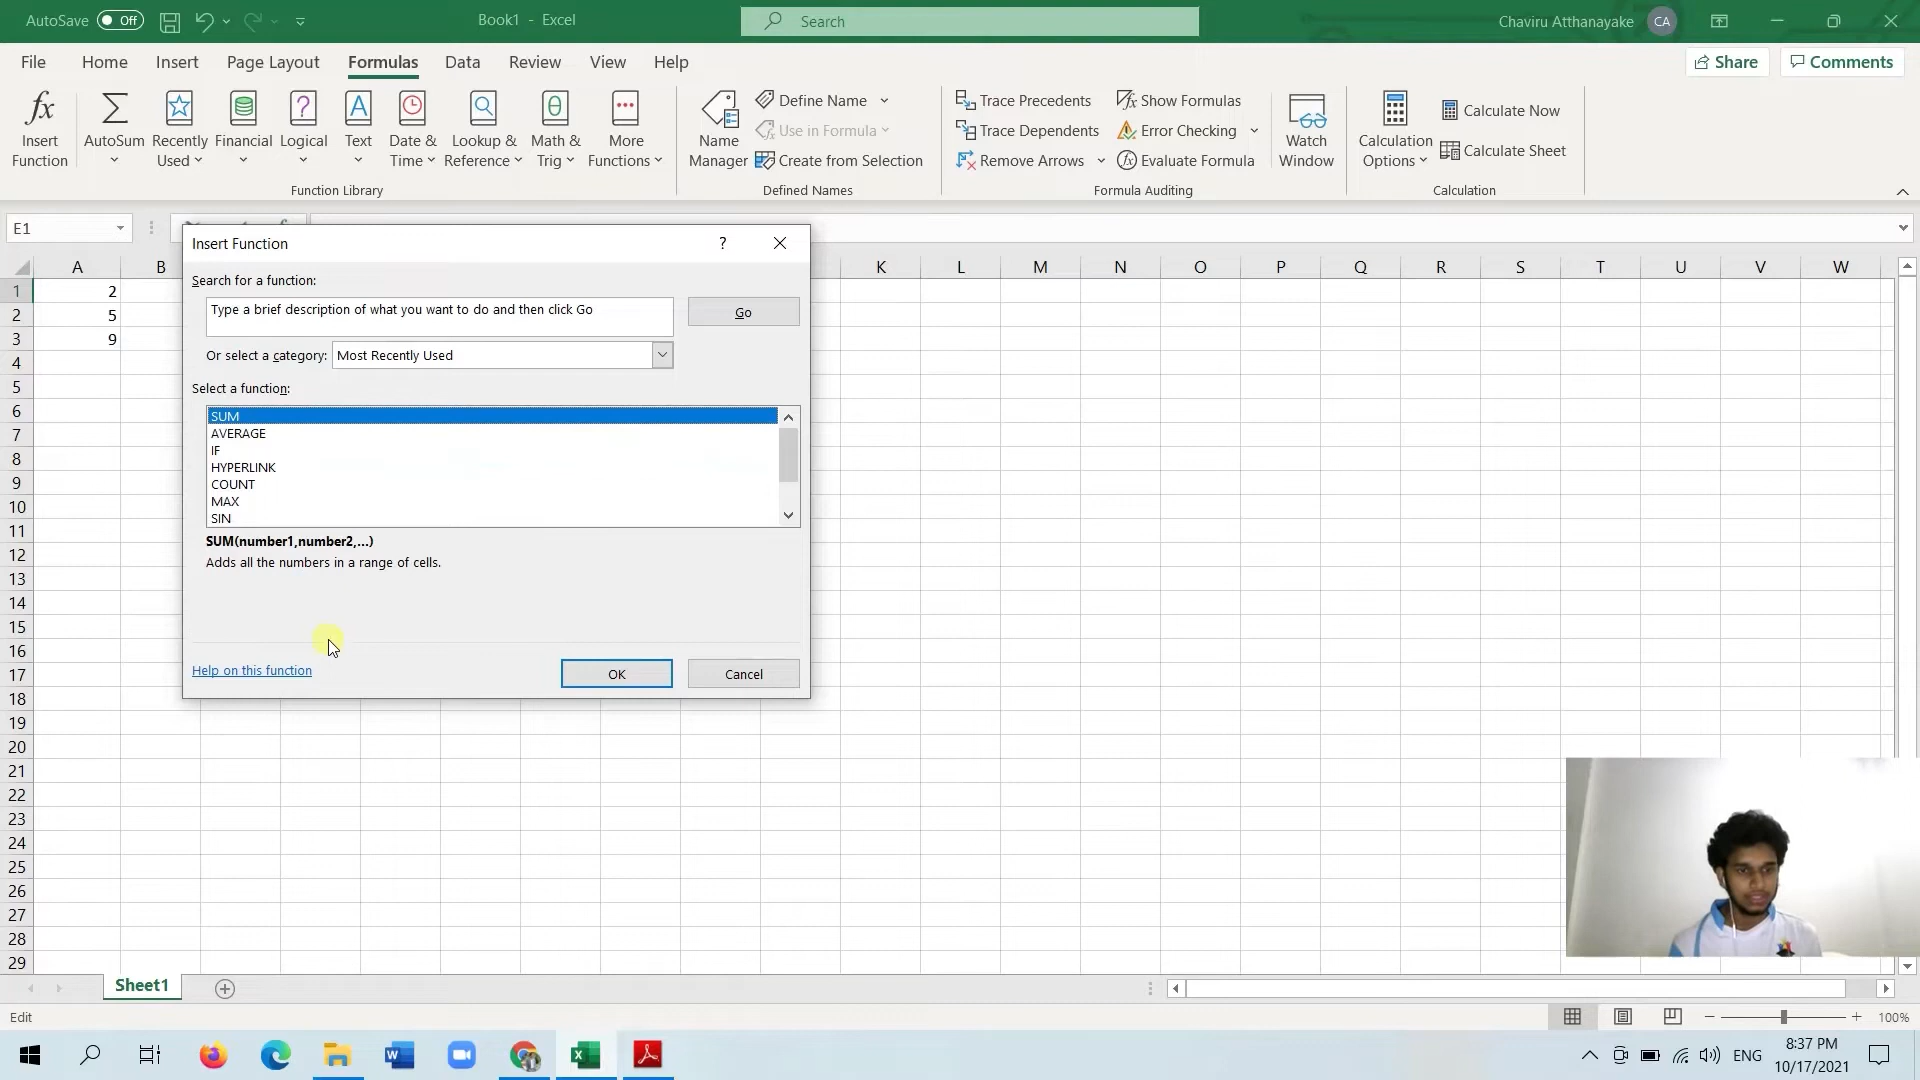 AutoSave Off
Book1 - Excel
Search
Chaviru Atthanayake CA
File Home Insert Page Layout Formulas Data Review View Help
Share Comments
Insert Function
AutoSum
Recently Used
Financial
Logical
Text
Date & Time
Lookup & Reference
Math & Trig
More Functions
Function Library
Name Manager
Define Name
Use in Formula
Create from Selection
Defined Names
Trace Precedents
Trace Dependents
Remove Arrows
Show Formulas
Error Checking
Evaluate Formula
Formula Auditing
Watch Window
Calculation Options
Calculate Now
Calculate Sheet
Calculation
E1
Insert Function ?
Search for a function:
Type a brief description of what you want to do and then click Go
Go
Or select a category: Most Recently Used
Select a function:
SUM
AVERAGE
IF
HYPERLINK
COUNT
MAX
SIN
SUM(number1,number2,...)
Adds all the numbers in a range of cells.
Help on this function
OK
Cancel
A B K L M N O P Q R S T U V W
1 2
2 5
3 9
4
5
6
7
8
9
10
11
12
13
14
15
16
17
18
19
20
21
22
23
24
25
26
27
28
29
Sheet1
Edit
100%
ENG
8:37 PM
10/17/2021